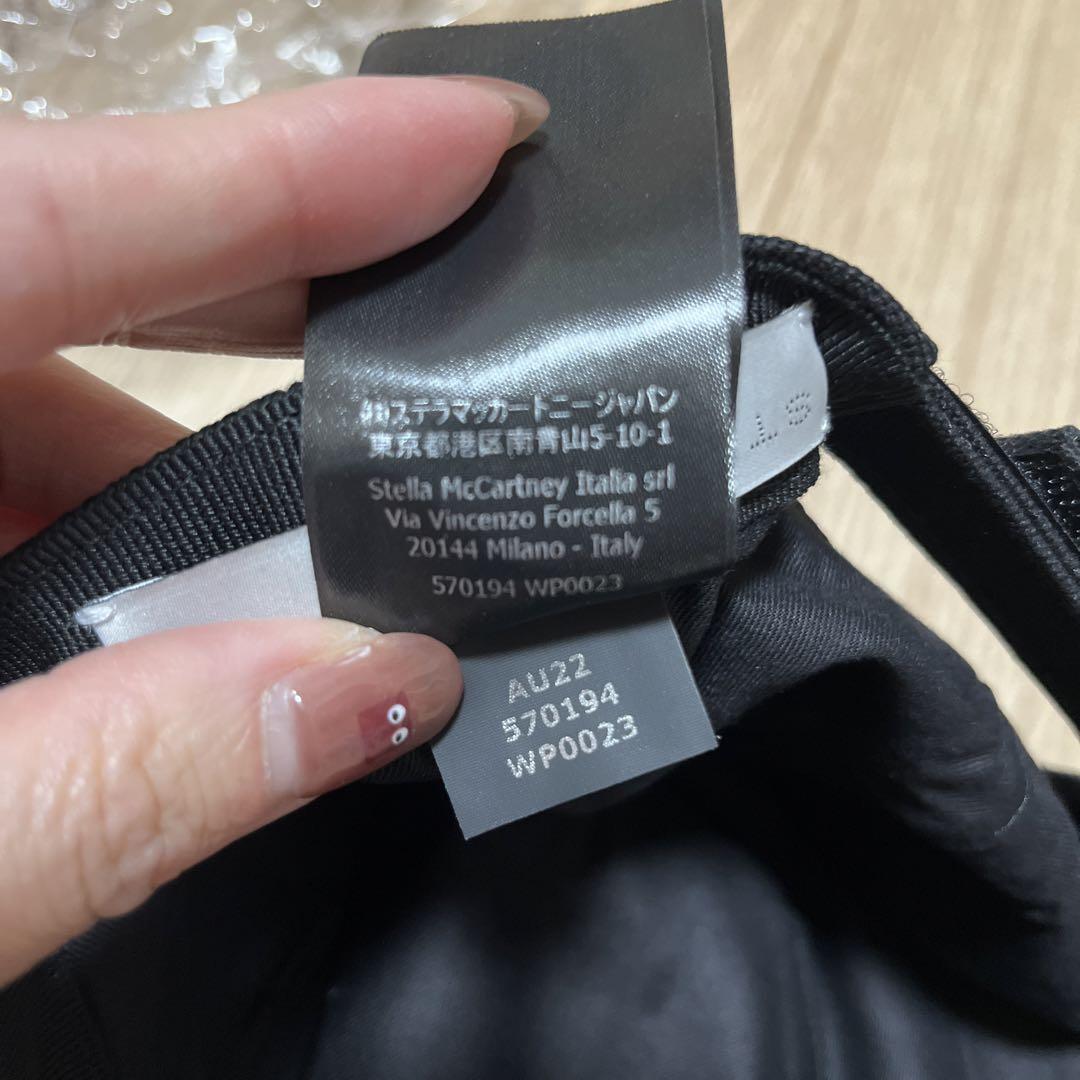 ㈱ステラマッカートニージャパン
東京都港区南青山5-10-1
Stella McCartney Italia srl
Via Vincenzo Forcella 5
20144 Milano - Italy
570194 WP0023
AU22
570194
WP0023